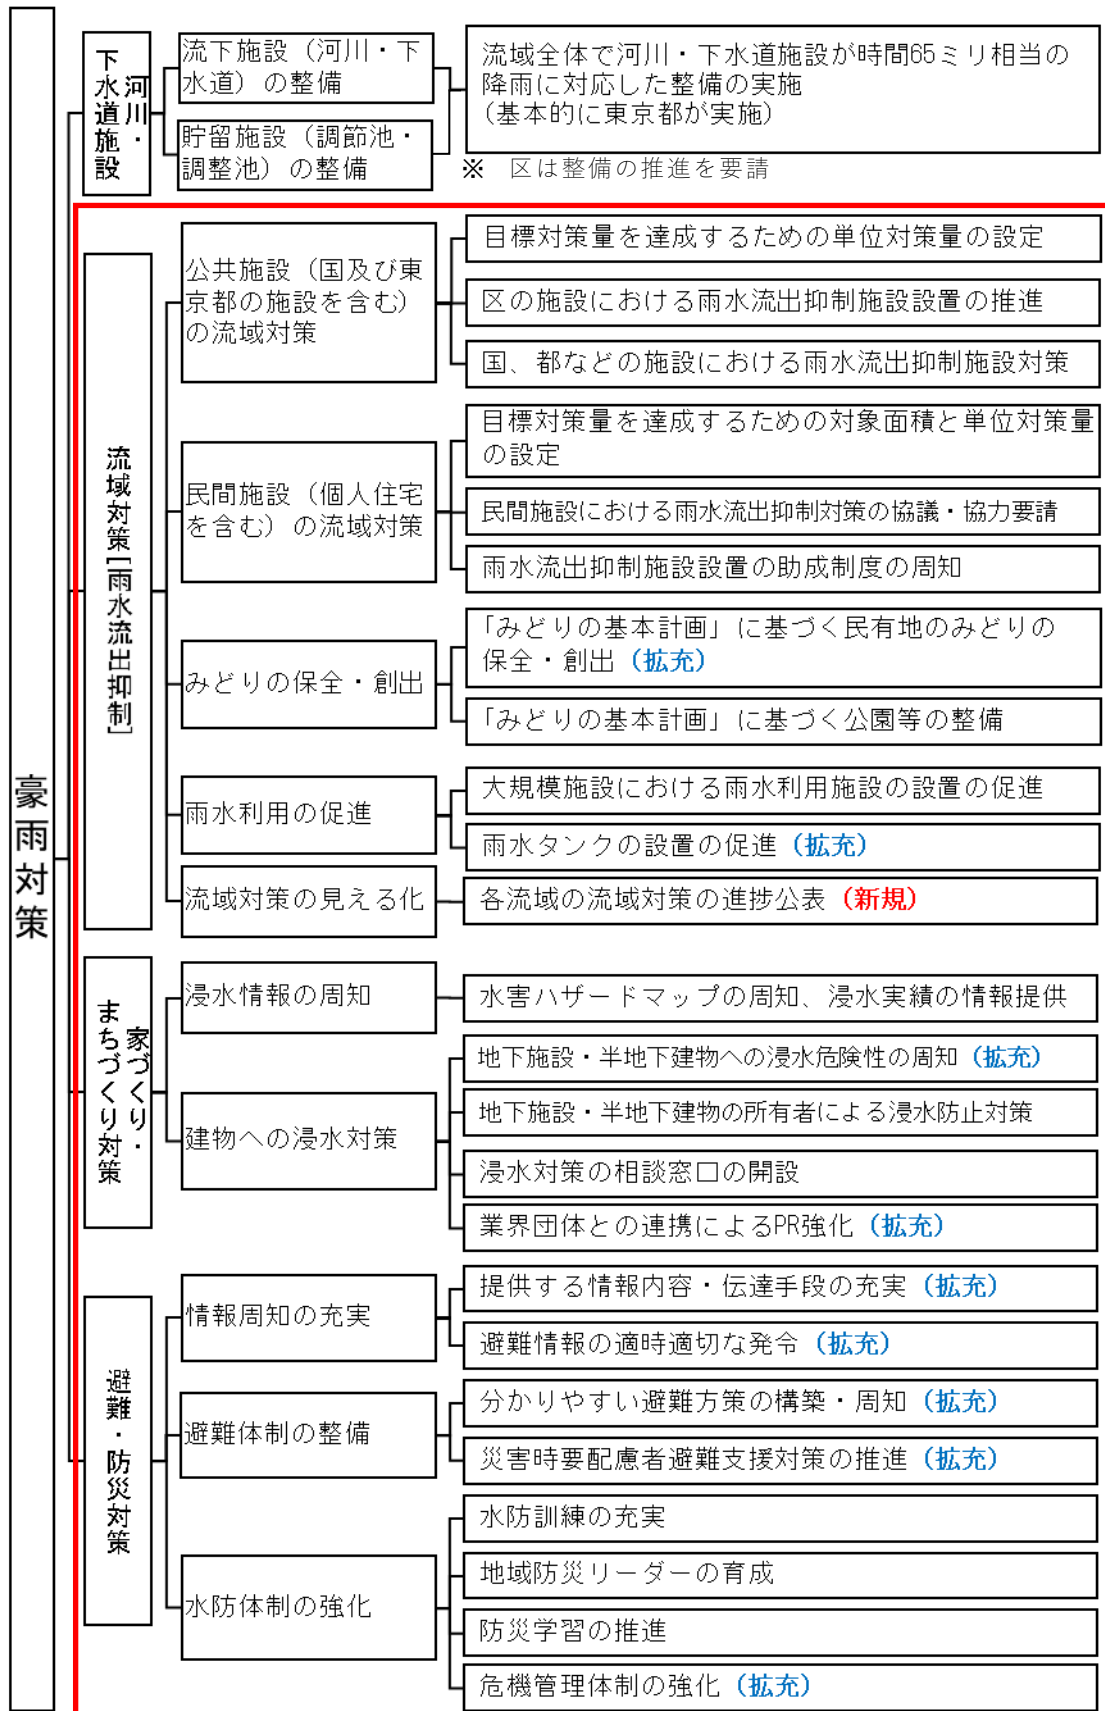 豪雨対策
河川・
下水道施設
流下施設（河川・下
水道）の整備
貯留施設（調節池・
調整池）の整備
流域全体で河川・下水道施設が時間65ミリ相当の
降雨に対応した整備の実施
(基本的に東京都が実施)
※　区は整備の推進を要請
流域対策[雨水流出抑制]
公共施設（国及び東
京都の施設を含む）
の流域対策
目標対策量を達成するための単位対策量の設定
区の施設における雨水流出抑制施設設置の推進
国、都などの施設における雨水流出抑制施設対策
民間施設（個人住宅
を含む）の流域対策
目標対策量を達成するための対象面積と単位対策量
の設定
民間施設における雨水流出抑制対策の協議・協力要請
雨水流出抑制施設設置の助成制度の周知
みどりの保全・創出
「みどりの基本計画」に基づく民有地のみどりの
保全・創出（拡充）
「みどりの基本計画」に基づく公園等の整備
雨水利用の促進
大規模施設における雨水利用施設の設置の促進
雨水タンクの設置の促進（拡充）
流域対策の見える化
各流域の流域対策の進捗公表（新規）
家づくり・
まちづくり対策
浸水情報の周知
水害ハザードマップの周知、浸水実績の情報提供
建物への浸水対策
地下施設・半地下建物への浸水危険性の周知（拡充）
地下施設・半地下建物の所有者による浸水防止対策
浸水対策の相談窓口の開設
業界団体との連携によるPR強化（拡充）
避難・防災対策
情報周知の充実
提供する情報内容・伝達手段の充実（拡充）
避難情報の適時適切な発令（拡充）
避難体制の整備
分かりやすい避難方策の構築・周知（拡充）
災害時要配慮者避難支援対策の推進（拡充）
水防体制の強化
水防訓練の充実
地域防災リーダーの育成
防災学習の推進
危機管理体制の強化（拡充）